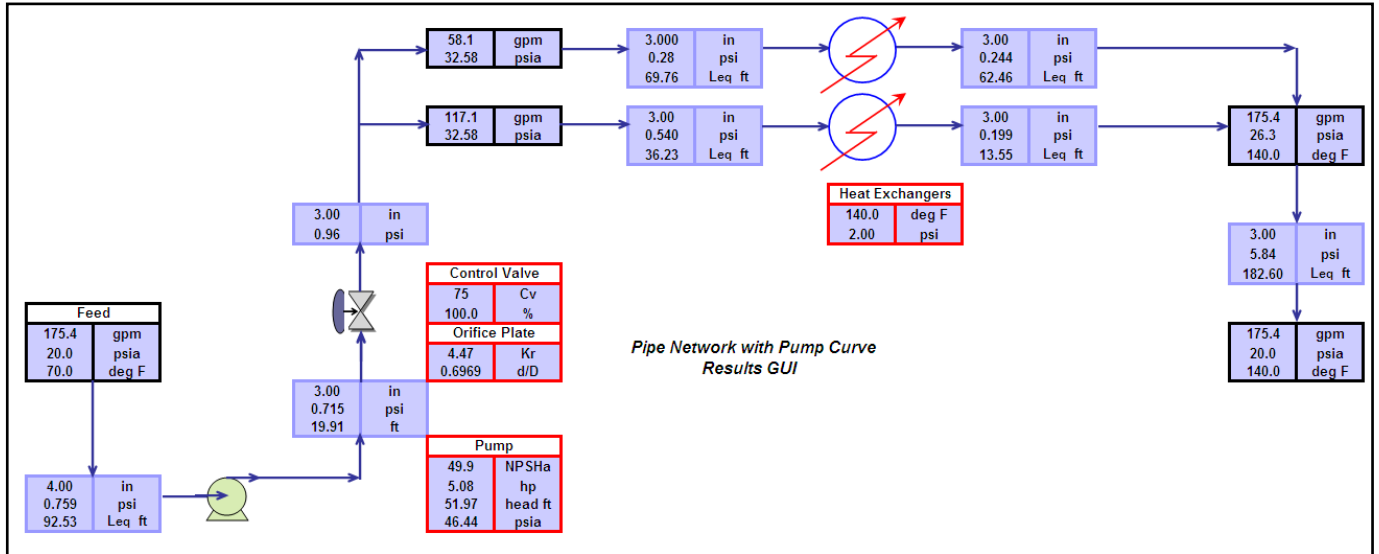 58.1 gpm
32.58 psia
3.000 in
0.28 psi
69.76 Leq ft
3.00 in
0.244 psi
62.46 Leq ft
117.1 gpm
32.58 psia
3.00 in
0.540 psi
36.23 Leq ft
3.00 in
0.199 psi
13.55 Leq ft
175.4 gpm
26.3 psia
140.0 deg F
Heat Exchangers
140.0 deg F
2.00 psi
3.00 in
0.96 psi
3.00 in
5.84 psi
182.60 Leq ft
Control Valve
75 Cv
100.0 %
Orifice Plate
4.47 Kr
0.6969 d/D
Feed
175.4 gpm
20.0 psia
70.0 deg F
Pipe Network with Pump Curve
Results GUI
175.4 gpm
20.0 psia
140.0 deg F
3.00 in
0.715 psi
19.91 ft
Pump
49.9 NPSHa
5.08 hp
51.97 head ft
46.44 psia
4.00 in
0.759 psi
92.53 Leq ft